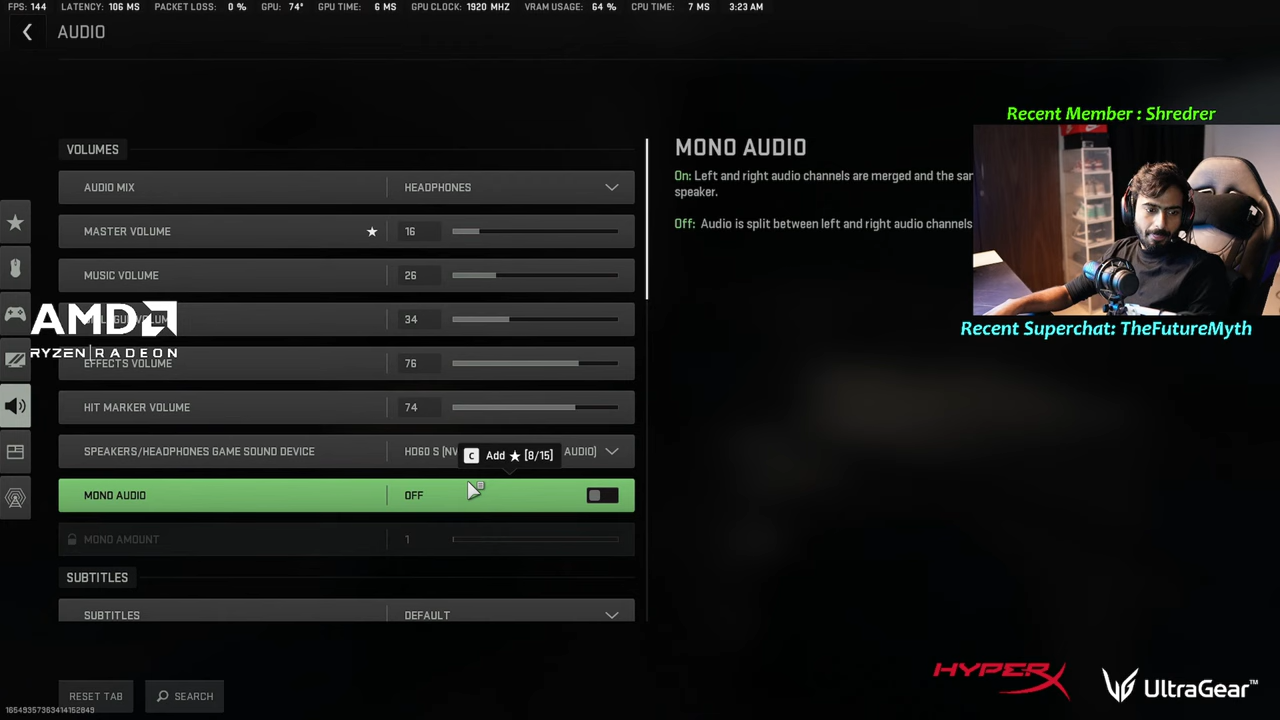 FPS: 144 LATENCY: 106 MS PACKET LOSS: 0 % GPU: 74° GPU TIME: 6 MS GPU CLOCK: 1920 MHZ VRAM USAGE: 64 % CPU TIME: 7 MS 3:23 AM
AUDIO
Recent Member : Shredrer
VOLUMES
MONO AUDIO
On: Left and right audio channels are merged and the sam
speaker.
Off: Audio is split between left and right audio channels
AUDIO MIX HEADPHONES
MASTER VOLUME 16
MUSIC VOLUME 26
AMD
VOLUME 34
RYZEN RADEON
Recent Superchat: TheFutureMyth
EFFECTS VOLUME 76
HIT MARKER VOLUME 74
SPEAKERS/HEADPHONES GAME SOUND DEVICE HD60 S [NV AUDIO]
C Add ★ [8/15]
MONO AUDIO OFF
MONO AMOUNT 1
SUBTITLES
SUBTITLES DEFAULT
HYPERX
UltraGear™
RESET TAB SEARCH
16549357363414152849